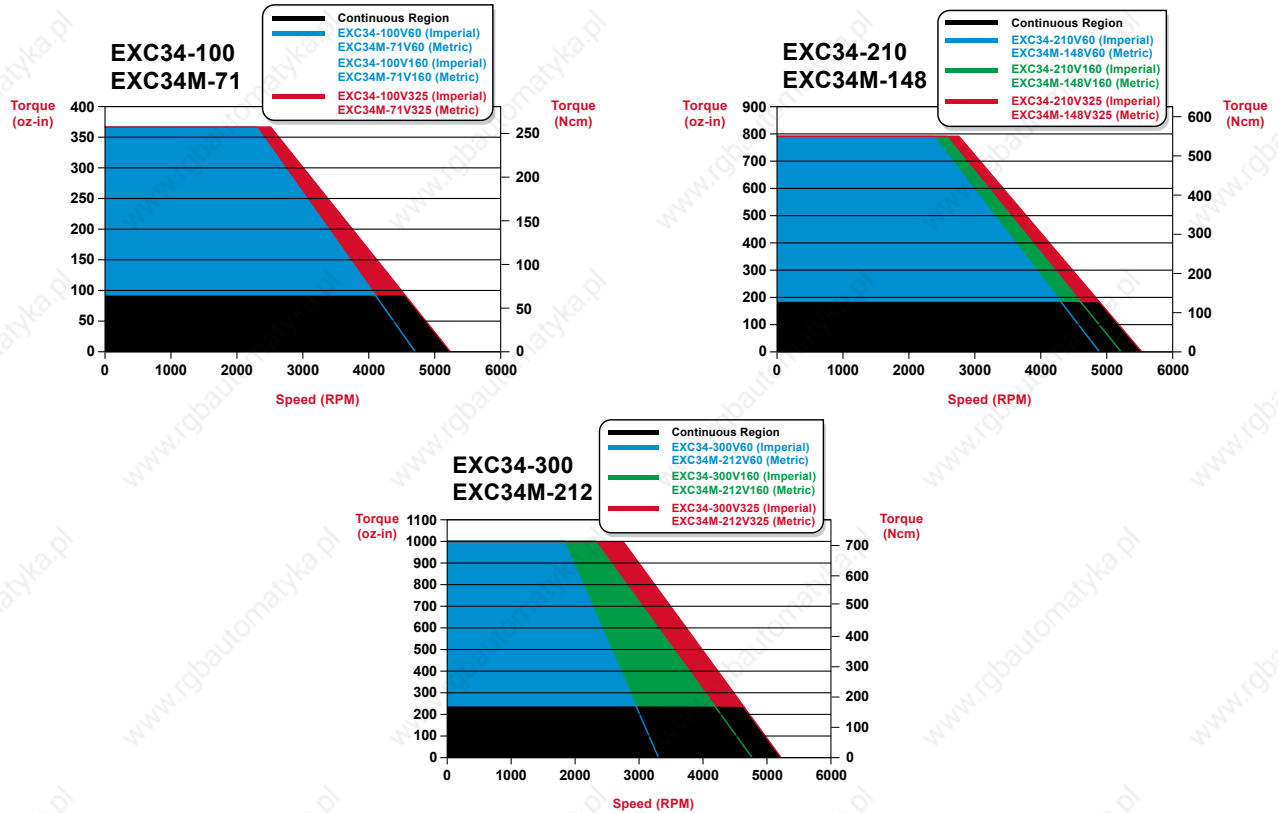 EXC34-100
EXC34M-71
Continuous Region
EXC34-100V60 (Imperial)
EXC34M-71V60 (Metric)
EXC34-100V160 (Imperial)
EXC34M-71V160 (Metric)
EXC34-100V325 (Imperial)
EXC34M-71V325 (Metric)
Torque
(oz-in)
400
350
300
250
200
150
100
50
0
Torque
(Ncm)
250
200
150
100
50
0
0 1000 2000 3000 4000 5000 6000
Speed (RPM)
EXC34-210
EXC34M-148
Continuous Region
EXC34-210V60 (Imperial)
EXC34M-148V60 (Metric)
EXC34-210V160 (Imperial)
EXC34M-148V160 (Metric)
EXC34-210V325 (Imperial)
EXC34M-148V325 (Metric)
Torque
(oz-in)
900
800
700
600
500
400
300
200
100
0
Torque
(Ncm)
600
500
400
300
200
100
0
0 1000 2000 3000 4000 5000 6000
Speed (RPM)
EXC34-300
EXC34M-212
Continuous Region
EXC34-300V60 (Imperial)
EXC34M-212V60 (Metric)
EXC34-300V160 (Imperial)
EXC34M-212V160 (Metric)
EXC34-300V325 (Imperial)
EXC34M-212V325 (Metric)
Torque
(oz-in)
1100
1000
900
800
700
600
500
400
300
200
100
0
Torque
(Ncm)
700
600
500
400
300
200
100
0
0 1000 2000 3000 4000 5000 6000
Speed (RPM)
www.rgbautomatyka.pl